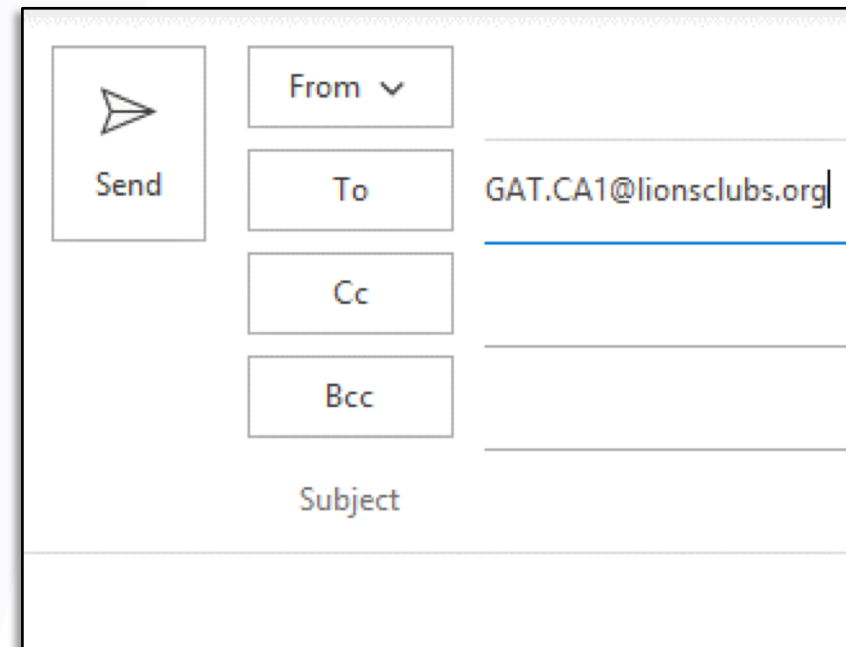 From
Send
To
GAT.CA1@lionsclubs.org
Cc
Bcc
Subject